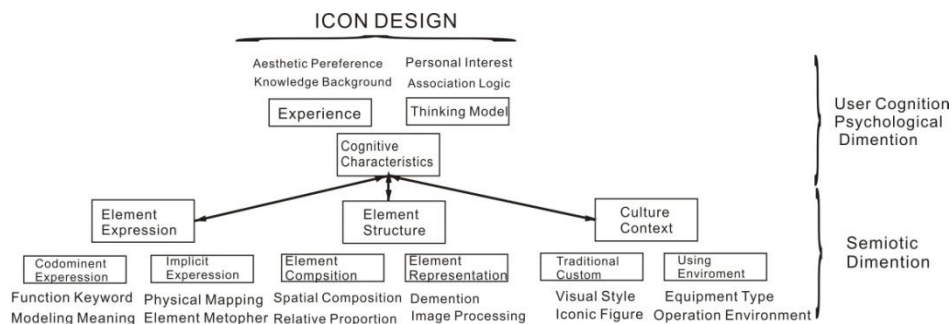 ICON DESIGN
Aesthetic Pereference
Personal Interest
Knowledge Background
Association Logic
Experience
Thinking Model
Cognitive
Characteristics
User Cognition
Psychological
Dimention
Element
Expression
Element
Structure
Culture
Context
Semiotic
Dimention
Codominent
Experession
Implicit
Experession
Element
Compsition
Element
Representation
Traditional
Custom
Using
Enviroment
Function Keyword
Modeling Meaning
Physical Mapping
Element Metopher
Spatial Composition
Relative Proportion
Demention
Image Processing
Visual Style
Iconic Figure
Equipment Type
Operation Environment